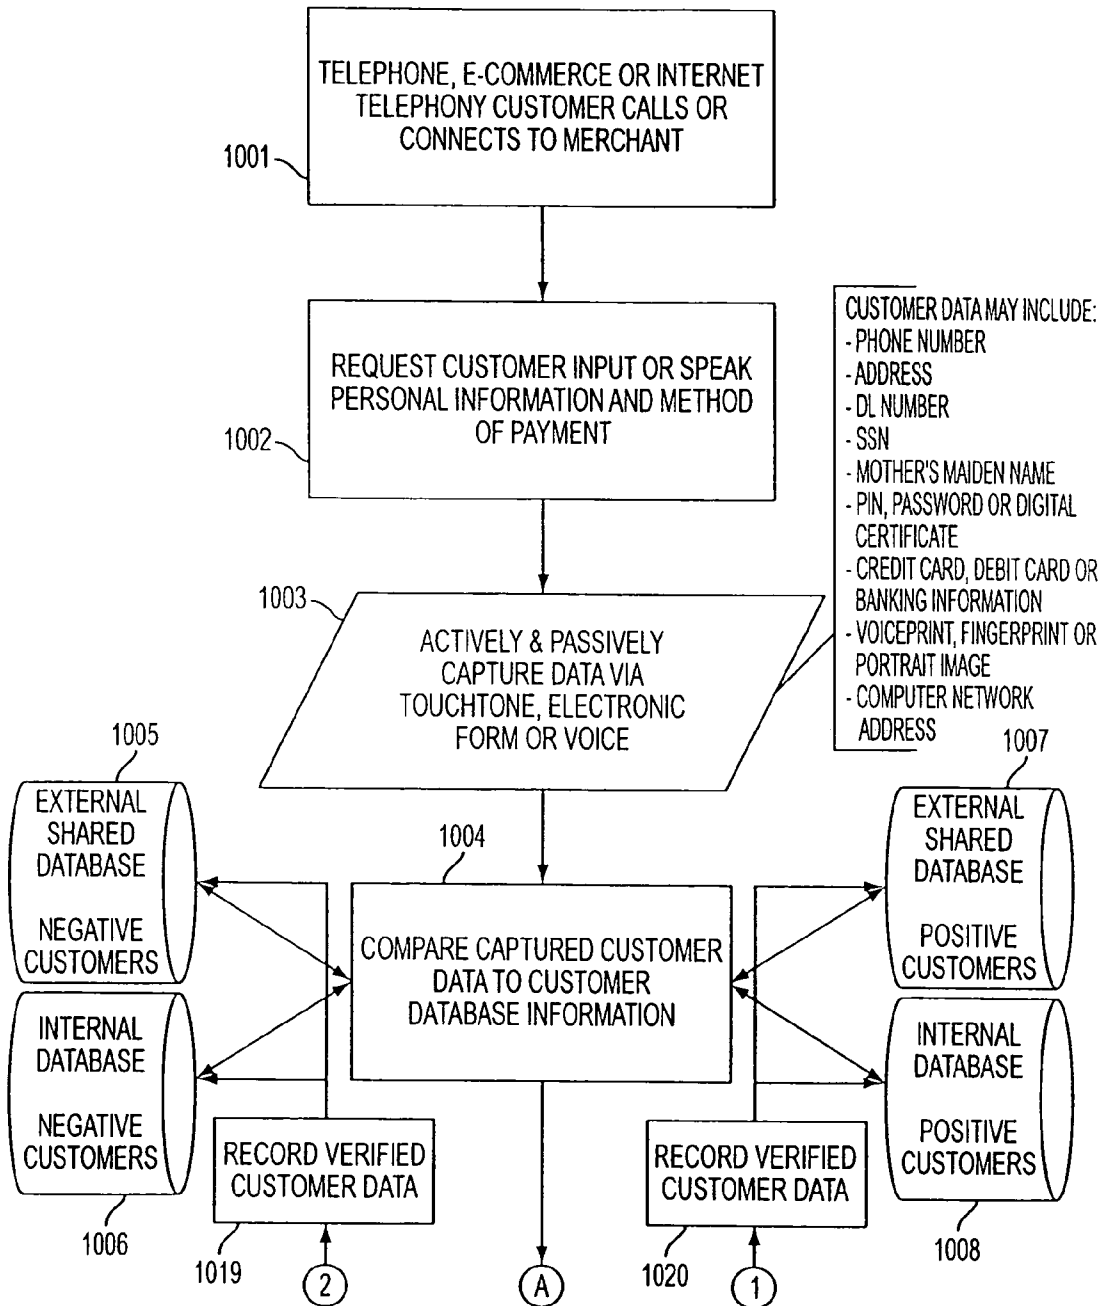 TELEPHONE, E-COMMERCE OR INTERNET
TELEPHONY CUSTOMER CALLS OR
CONNECTS TO MERCHANT
1001
REQUEST CUSTOMER INPUT OR SPEAK
PERSONAL INFORMATION AND METHOD
OF PAYMENT
1002
CUSTOMER DATA MAY INCLUDE:
- PHONE NUMBER
- ADDRESS
- DL NUMBER
- SSN
- MOTHER'S MAIDEN NAME
- PIN, PASSWORD OR DIGITAL
CERTIFICATE
- CREDIT CARD, DEBIT CARD OR
BANKING INFORMATION
- VOICEPRINT, FINGERPRINT OR
PORTRAIT IMAGE
- COMPUTER NETWORK
ADDRESS
1003
ACTIVELY & PASSIVELY
CAPTURE DATA VIA
TOUCHTONE, ELECTRONIC
FORM OR VOICE
1005
EXTERNAL
SHARED
DATABASE
NEGATIVE
CUSTOMERS
1004
COMPARE CAPTURED CUSTOMER
DATA TO CUSTOMER
DATABASE INFORMATION
1007
EXTERNAL
SHARED
DATABASE
POSITIVE
CUSTOMERS
INTERNAL
DATABASE
NEGATIVE
CUSTOMERS
1006
RECORD VERIFIED
CUSTOMER DATA
1019
2
A
RECORD VERIFIED
CUSTOMER DATA
1020
1
INTERNAL
DATABASE
POSITIVE
CUSTOMERS
1008